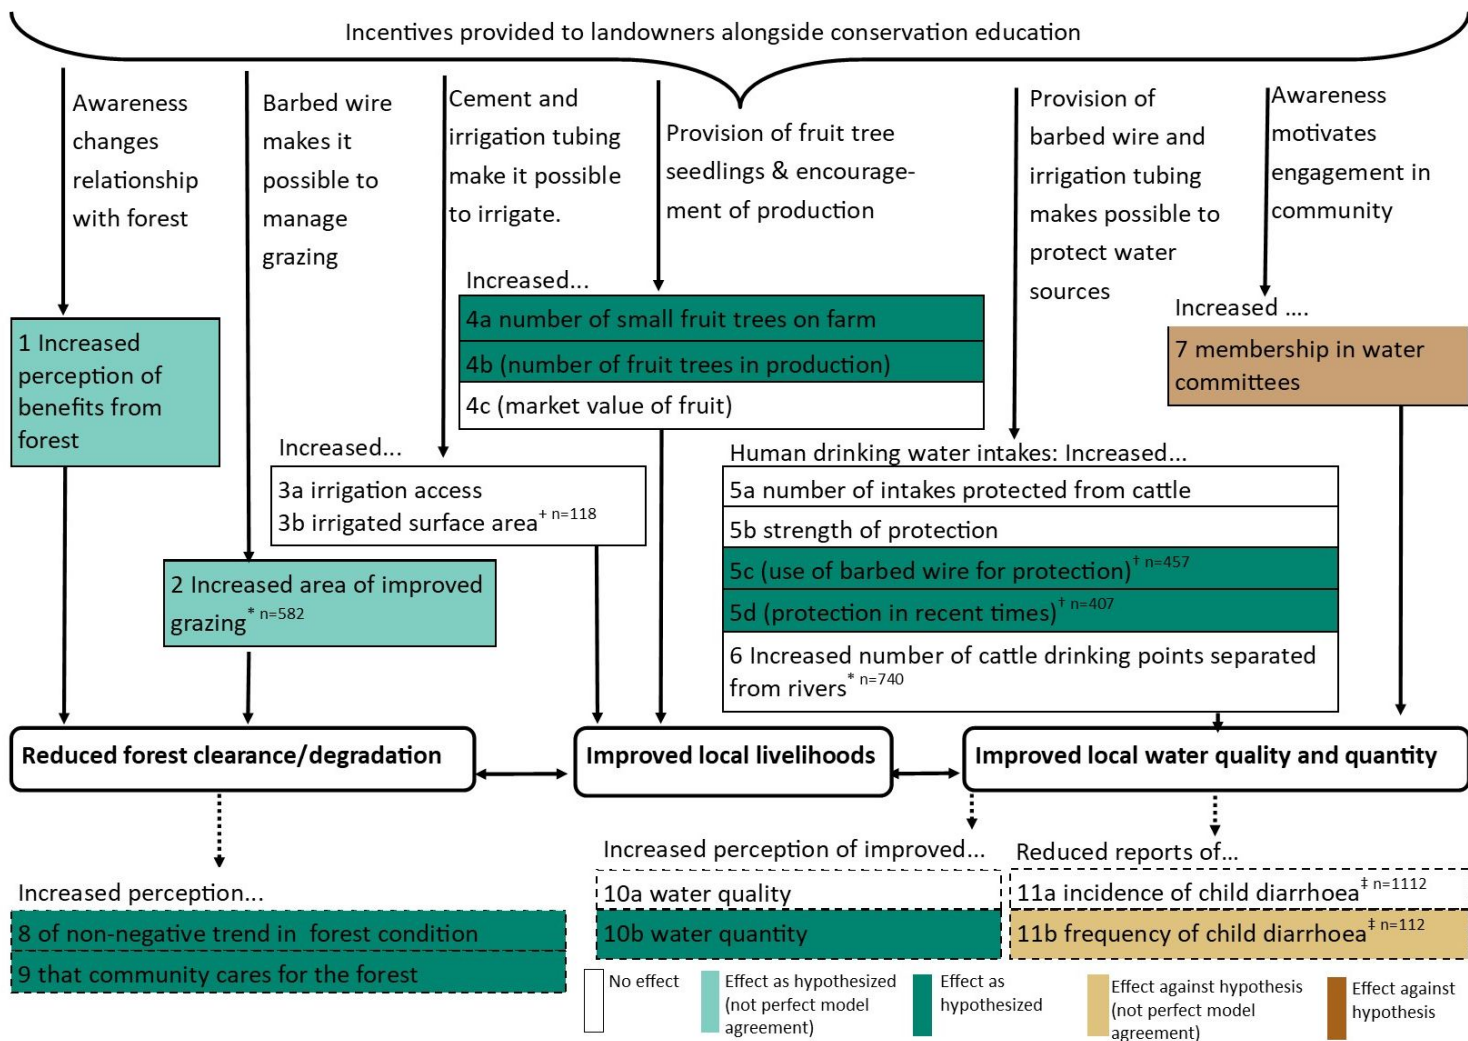 Incentives provided to landowners alongside conservation education
Awareness
changes
relationship
with forest
Barbed wire
makes it
possible to
manage
grazing
Cement and
irrigation tubing
make it possible
to irrigate.
Provision of fruit tree
seedlings & encourage-
ment of production
Provision of
barbed wire and
irrigation tubing
makes possible to
protect water
sources
Awareness
motivates
engagement in
community
1 Increased
perception of
benefits from
forest
Increased...
4a number of small fruit trees on farm
4b (number of fruit trees in production)
4c (market value of fruit)
Increased ....
7 membership in water
committees
Increased...
3a irrigation access
3b irrigated surface area+ n=118
Human drinking water intakes: Increased...
5a number of intakes protected from cattle
5b strength of protection
5c (use of barbed wire for protection)† n=457
5d (protection in recent times)† n=407
6 Increased number of cattle drinking points separated
from rivers* n=740
2 Increased area of improved
grazing* n=582
Reduced forest clearance/degradation
Improved local livelihoods
Improved local water quality and quantity
Increased perception...
8 of non-negative trend in forest condition
9 that community cares for the forest
Increased perception of improved...
10a water quality
10b water quantity
Reduced reports of...
11a incidence of child diarrhoea‡ n=1112
11b frequency of child diarrhoea‡ n=112
No effect
Effect as hypothesized
(not perfect model
agreement)
Effect as
hypothesized
Effect against hypothesis
(not perfect model
agreement)
Effect against
hypothesis